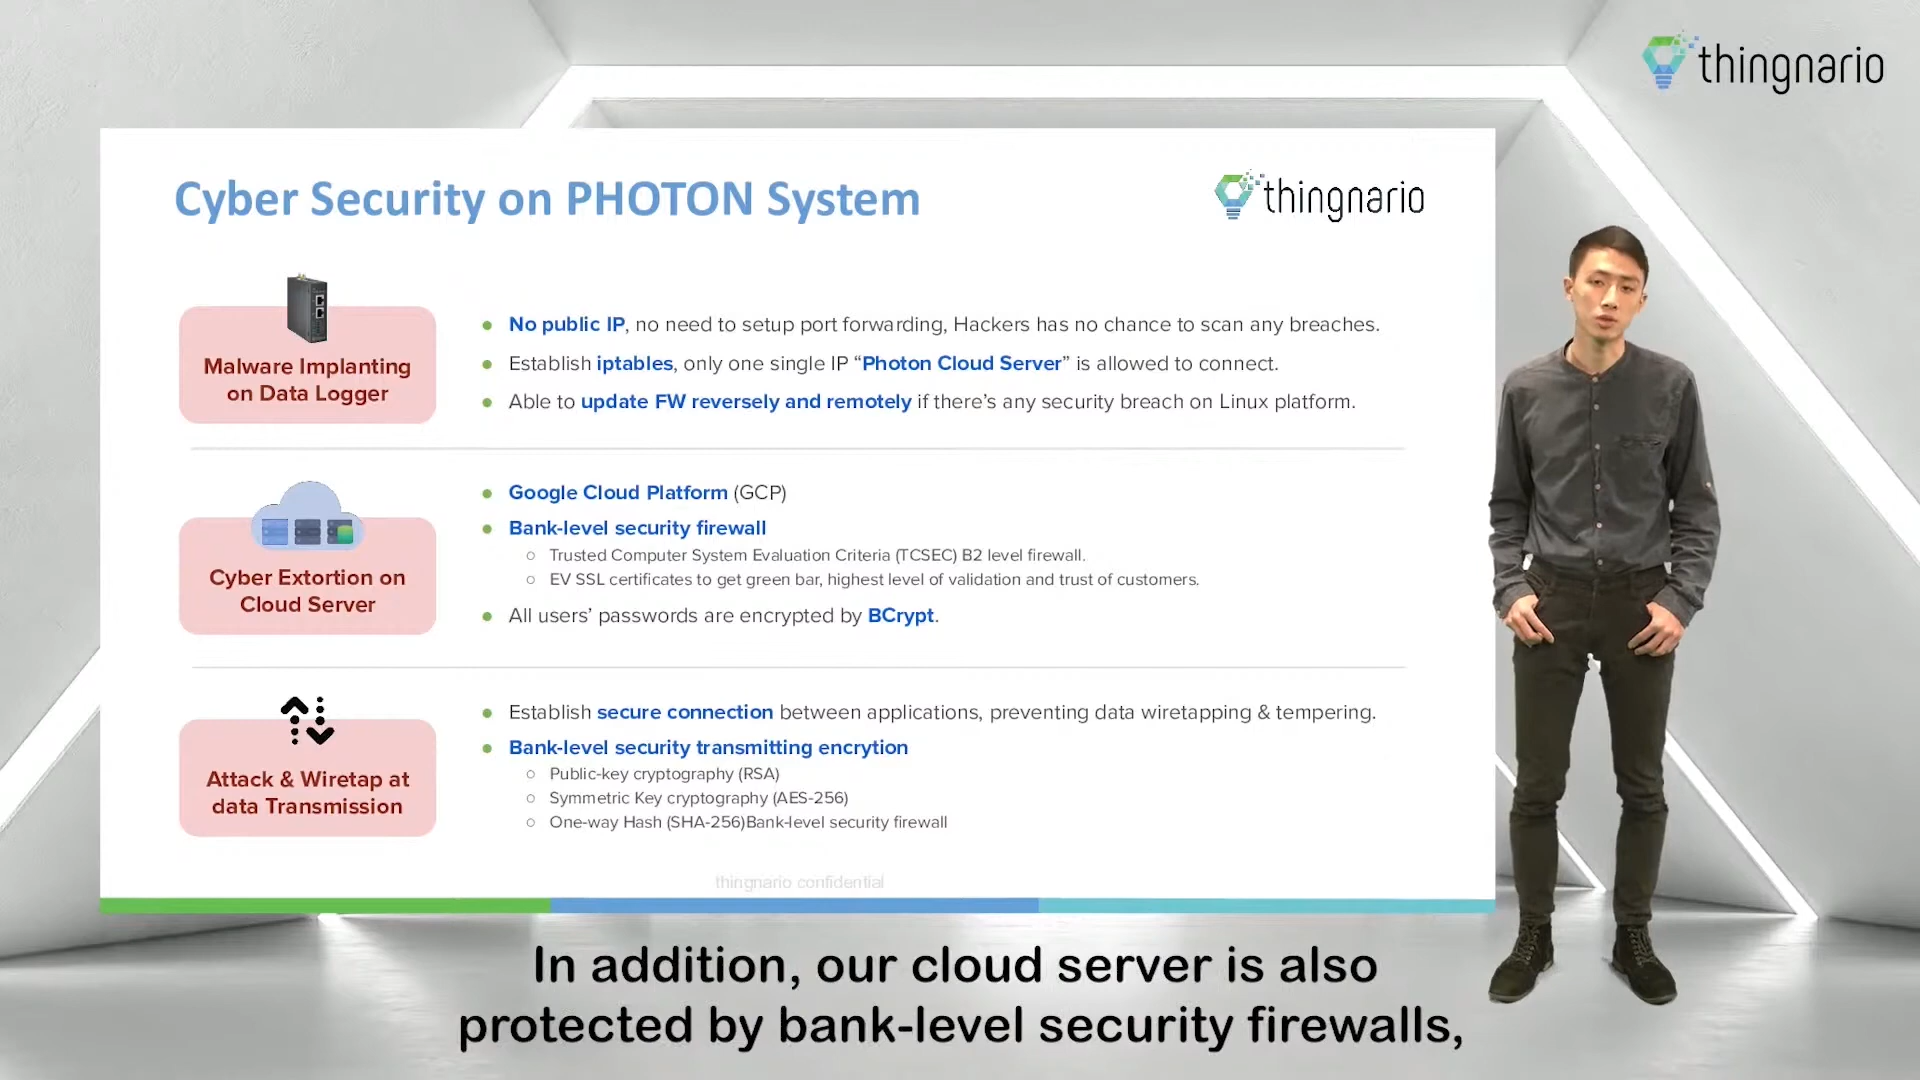 thingnario
Cyber Security on PHOTON System
thingnario
Malware Implanting
on Data Logger
No public IP, no need to setup port forwarding, Hackers has no chance to scan any breaches.
Establish iptables, only one single IP “Photon Cloud Server” is allowed to connect.
Able to update FW reversely and remotely if there’s any security breach on Linux platform.
Cyber Extortion on
Cloud Server
Google Cloud Platform (GCP)
Bank-level security firewall
Trusted Computer System Evaluation Criteria (TCSEC) B2 level firewall.
EV SSL certificates to get green bar, highest level of validation and trust of customers.
All users’ passwords are encrypted by BCrypt.
Attack & Wiretap at
data Transmission
Establish secure connection between applications, preventing data wiretapping & tempering.
Bank-level security transmitting encrytion
Public-key cryptography (RSA)
Symmetric Key cryptography (AES-256)
One-way Hash (SHA-256)Bank-level security firewall
thingnario confidential
In addition, our cloud server is also
protected by bank-level security firewalls,